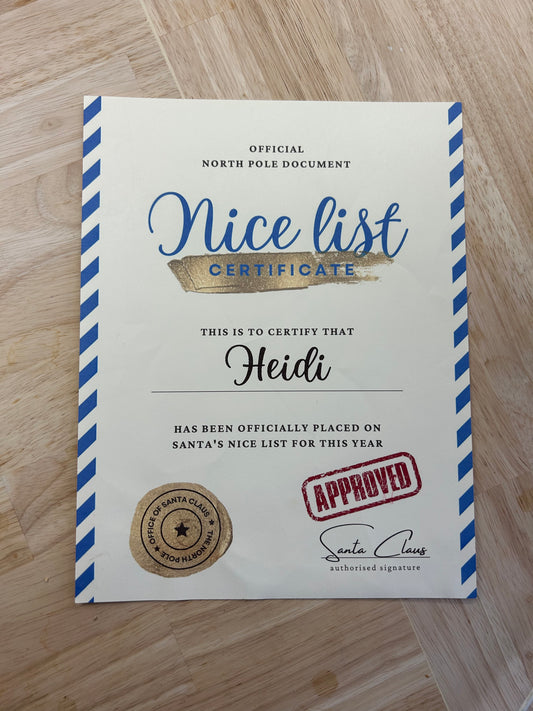 OFFICIAL
NORTH POLE DOCUMENT
Nice list
CERTIFICATE
THIS IS TO CERTIFY THAT
Heidi
HAS BEEN OFFICIALLY PLACED ON
SANTA'S NICE LIST FOR THIS YEAR
APPROVED
OFFICE OF SANTA CLAUS ★ THE NORTH POLE ★
Santa Claus
authorised signature